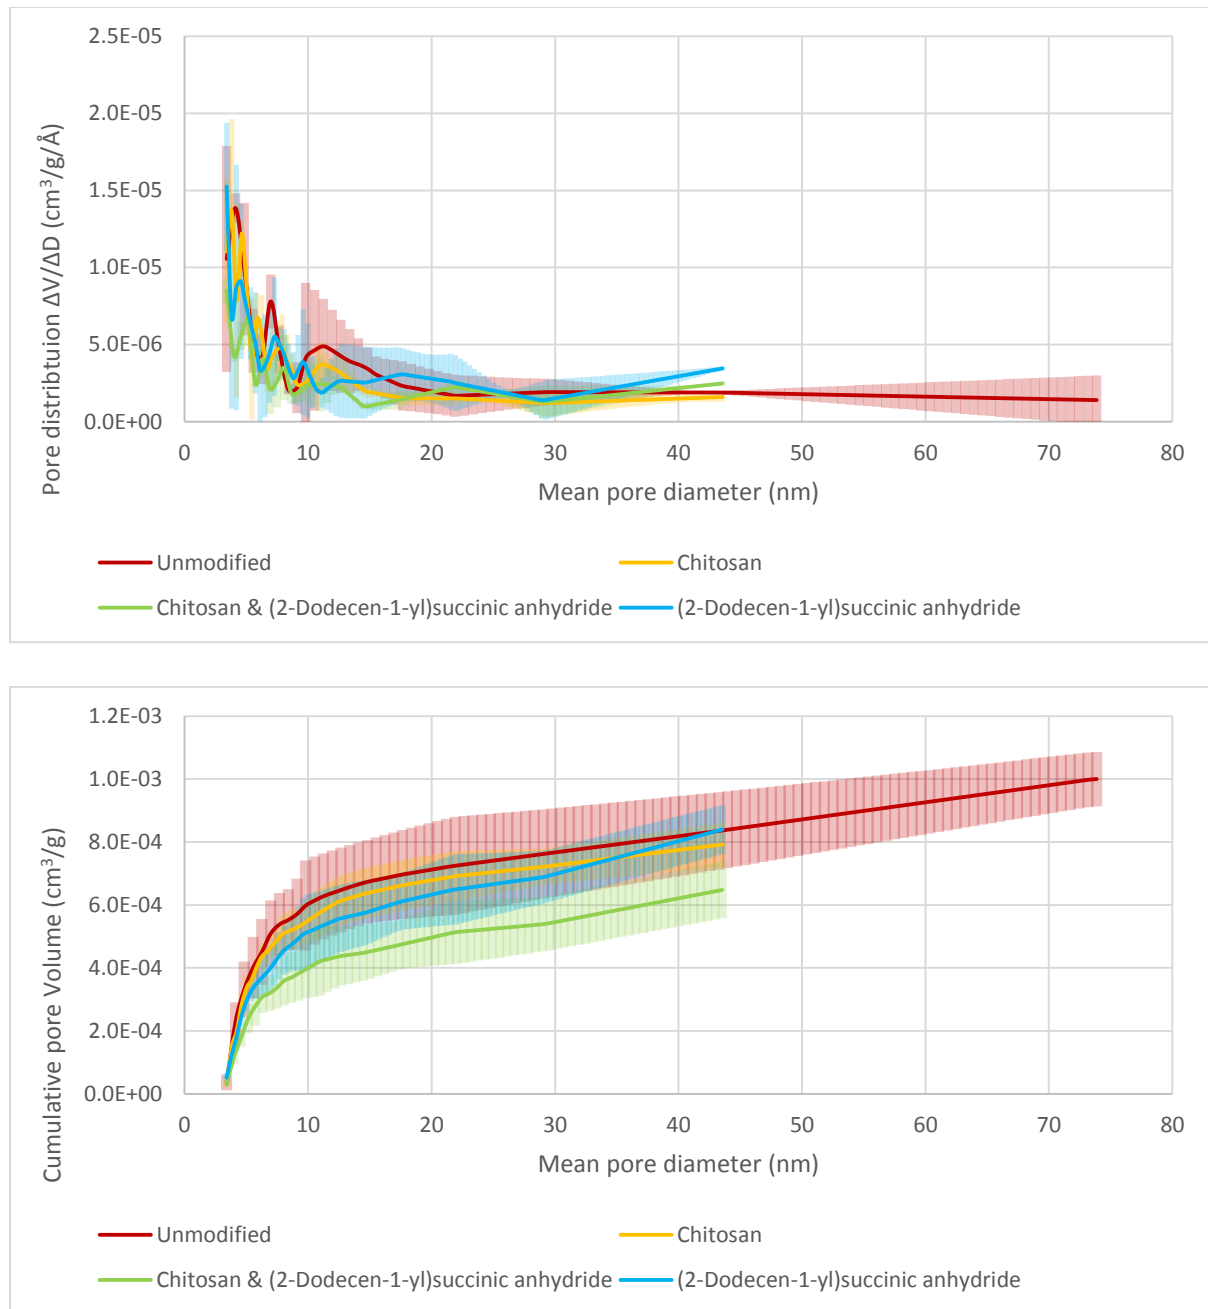 2.5E-05
2.0E-05
1.5E-05
1.0E-05
5.0E-06
0.0E+00
Pore distribtuion ΔV/ΔD (cm³/g/Å)
0 10 20 30 40 50 60 70 80
Mean pore diameter (nm)
Unmodified
Chitosan
Chitosan & (2-Dodecen-1-yl)succinic anhydride
(2-Dodecen-1-yl)succinic anhydride
1.2E-03
1.0E-03
8.0E-04
6.0E-04
4.0E-04
2.0E-04
0.0E+00
Cumulative pore Volume (cm³/g)
0 10 20 30 40 50 60 70 80
Mean pore diameter (nm)
Unmodified
Chitosan
Chitosan & (2-Dodecen-1-yl)succinic anhydride
(2-Dodecen-1-yl)succinic anhydride